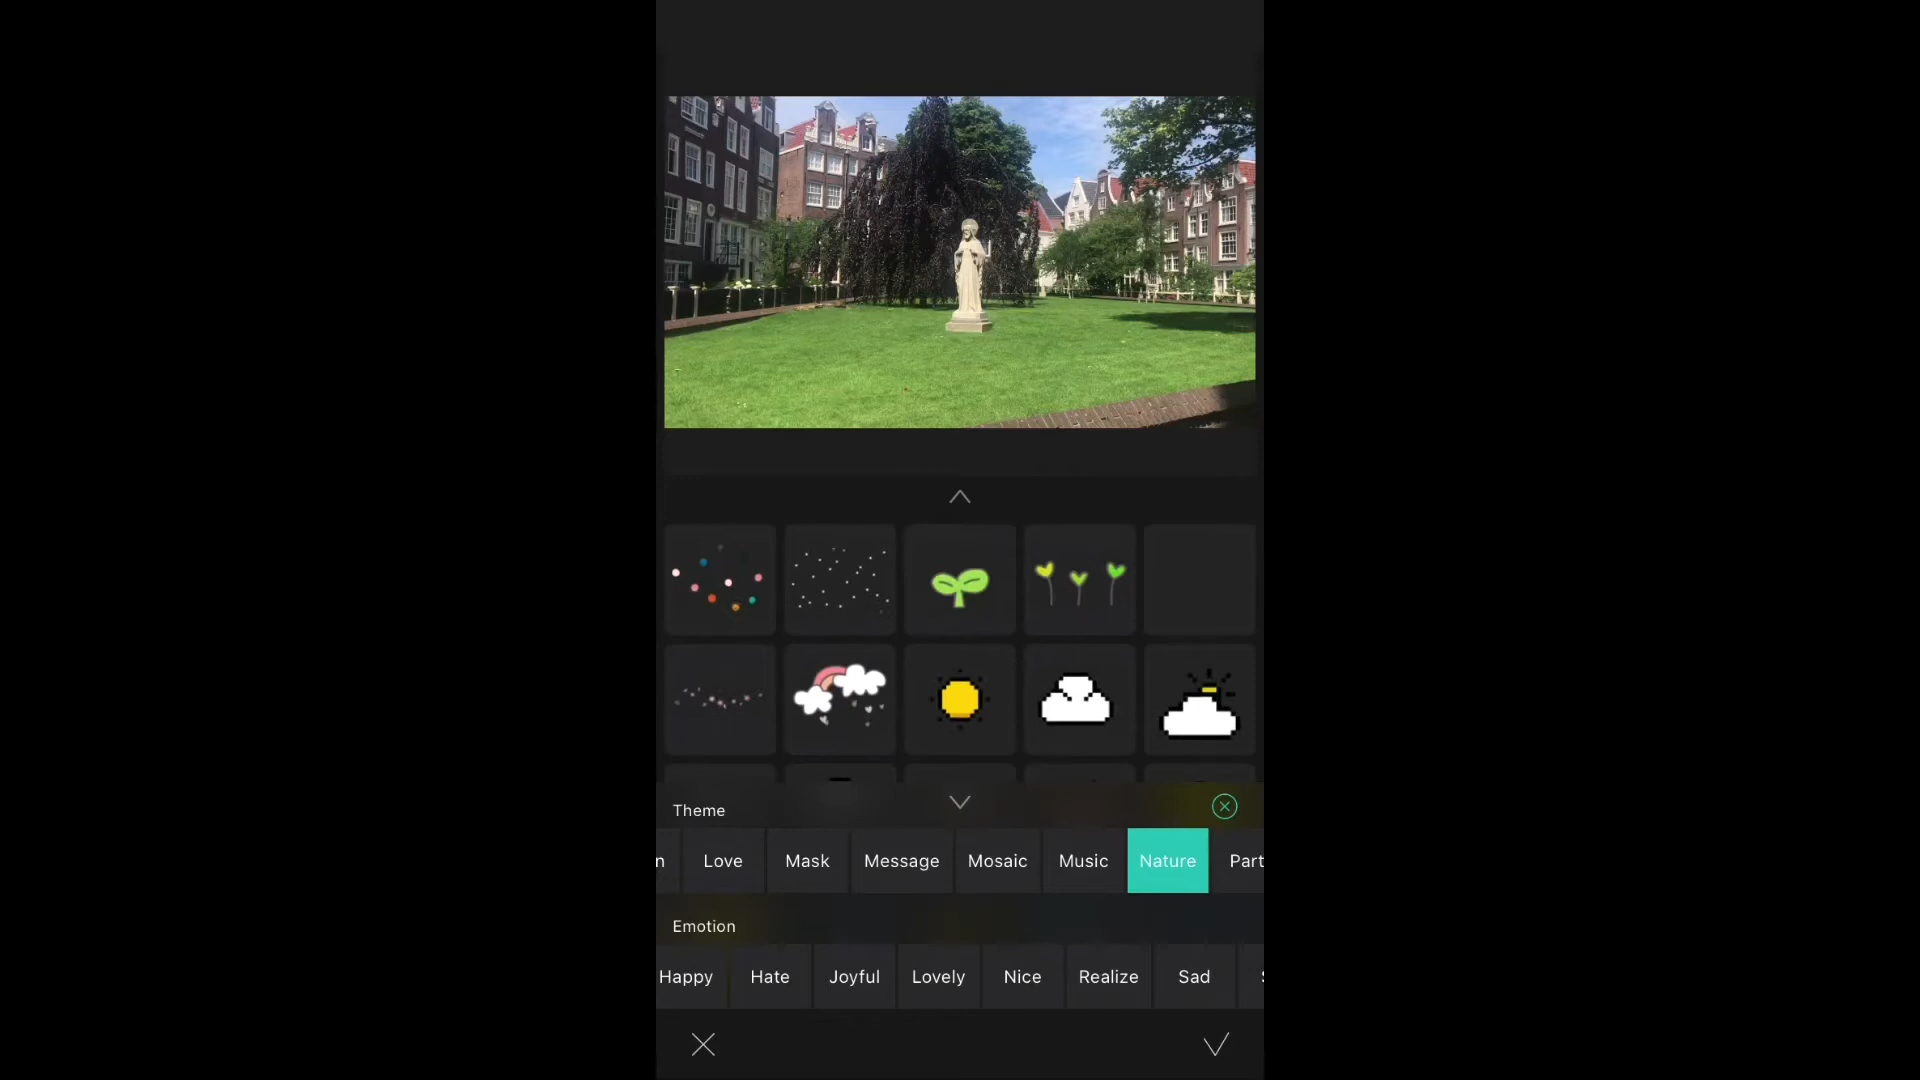 Theme
n Love Mask Message Mosaic Music Nature Part
Emotion
Happy Hate Joyful Lovely Nice Realize Sad